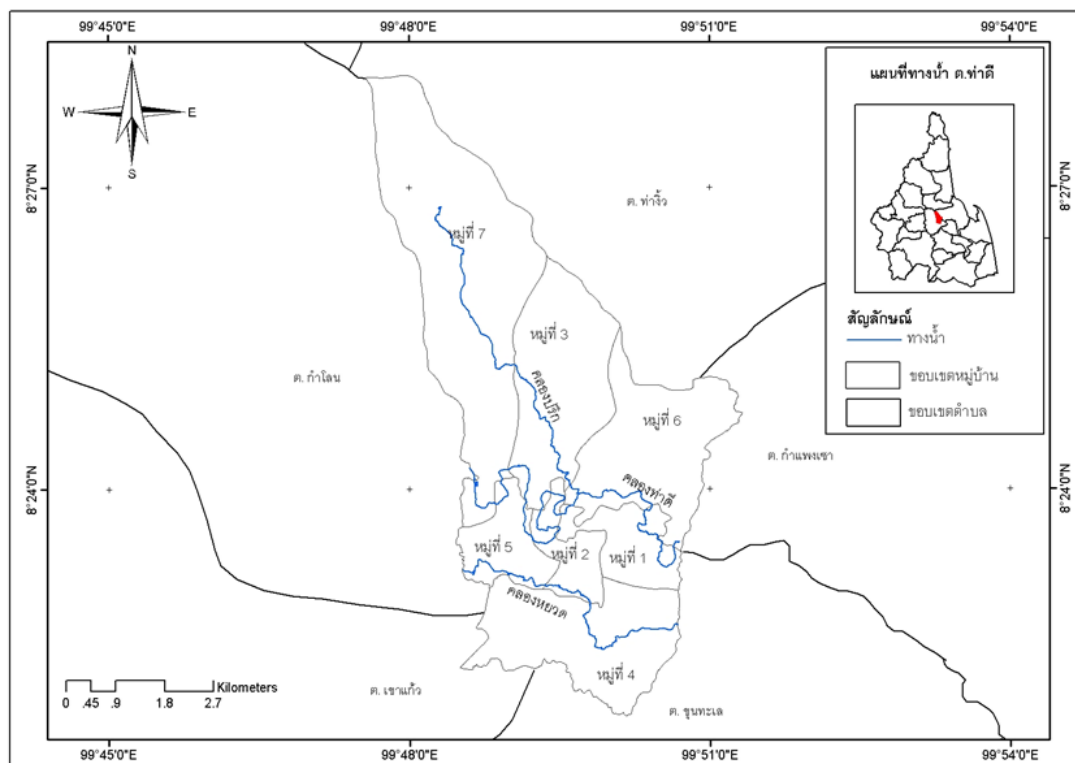 99°45'0"E
99°48'0"E
99°51'0"E
99°54'0"E
N
W
E
S
แผนที่ทางน้ำ ต.ท่าดี
8°27'0"N
8°27'0"N
ต. ท่างิ้ว
หมู่ที่ 7
สัญลักษณ์
ทางน้ำ
ขอบเขตหมู่บ้าน
ขอบเขตตำบล
หมู่ที่ 3
ต. กำโลน
คลองปริก
หมู่ที่ 6
ต. กำแพงเซา
8°24'0"N
8°24'0"N
คลองท่าดี
หมู่ที่ 5
หมู่ที่ 2
หมู่ที่ 1
คลองหยวด
หมู่ที่ 4
ต. เขาแก้ว
ต. ขุนทะเล
Kilometers
0 .45 .9 1.8 2.7
99°45'0"E
99°48'0"E
99°51'0"E
99°54'0"E